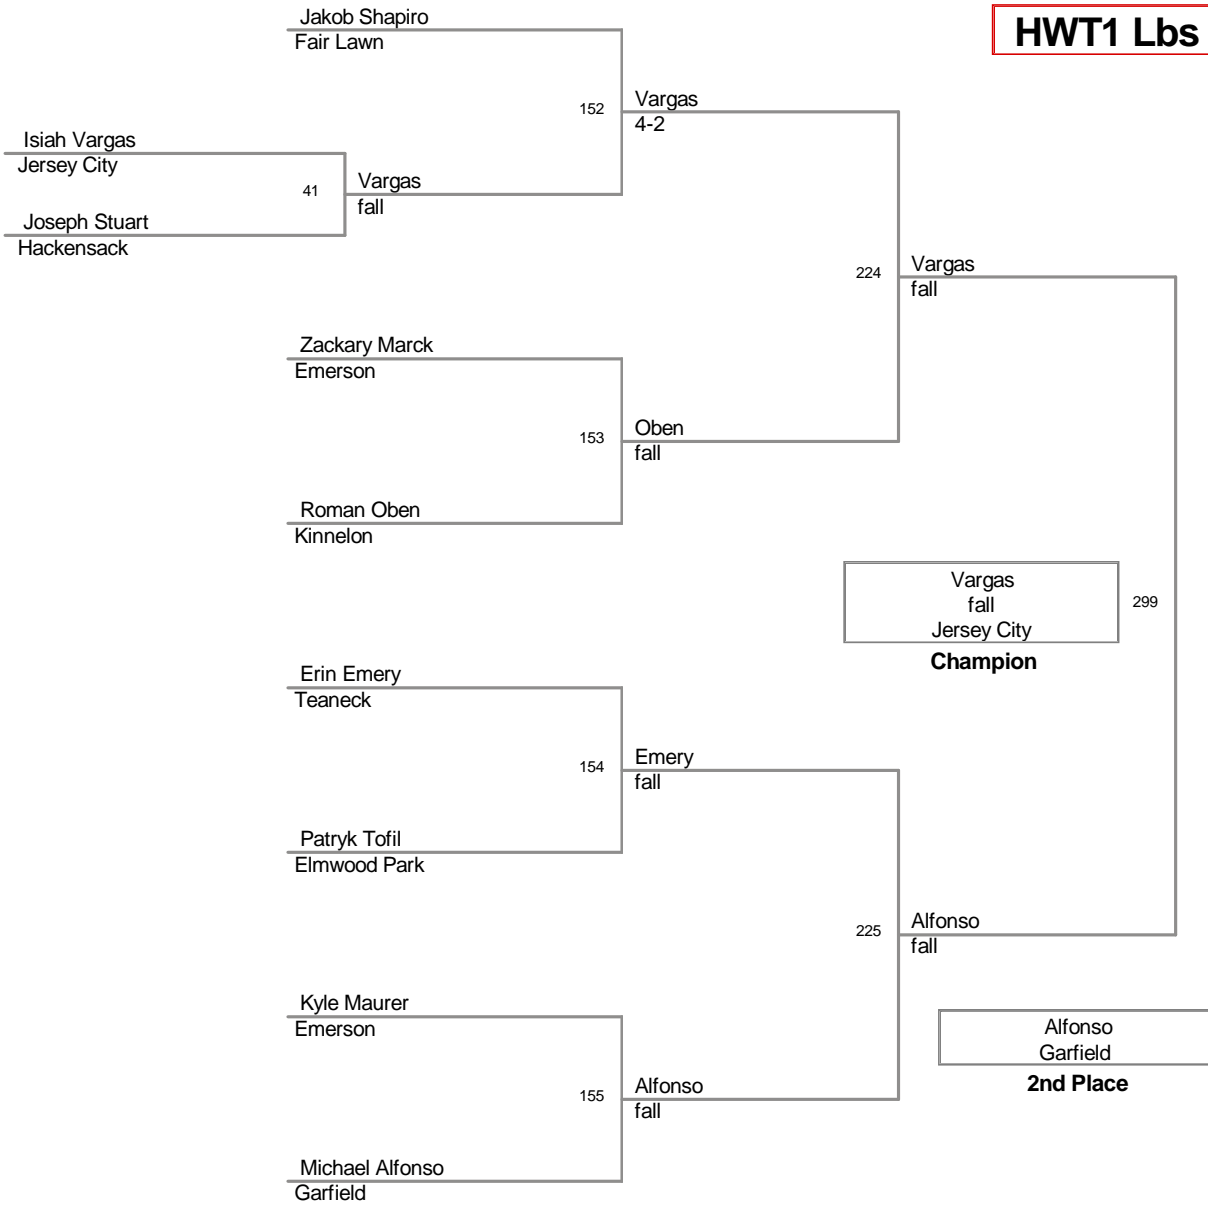 Jakob Shapiro
Fair Lawn
HWT1 Lbs
152
Vargas
4-2
Isiah Vargas
Jersey City
41
Vargas
fall
Joseph Stuart
Hackensack
224
Vargas
fall
Zackary Marck
Emerson
153
Oben
fall
Roman Oben
Kinnelon
Vargas
fall
Jersey City
299
Champion
Erin Emery
Teaneck
154
Emery
fall
Patryk Tofil
Elmwood Park
225
Alfonso
fall
Kyle Maurer
Emerson
Alfonso
Garfield
2nd Place
155
Alfonso
fall
Michael Alfonso
Garfield